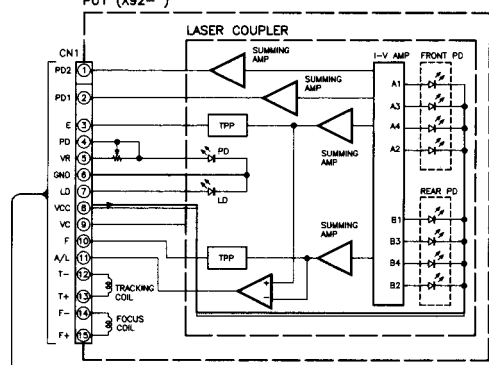 PU1 (X92- )
LASER COUPLER
CN1
SUMMING AMP
SUMMING AMP
I-V AMP
FRONT PD
PD2 1
PD1 2
E 3
PD 4
VR 5
GND 6
LD 7
VCC 8
VC 9
F 10
A/L 11
T- 12
T+ 13
F- 14
F+ 15
TRACKING COIL
FOCUS COIL
TPP
PD
LD
SUMMING AMP
A1
A3
A4
A2
REAR PD
SUMMING AMP
TPP
+
-
B1
B3
B4
B2